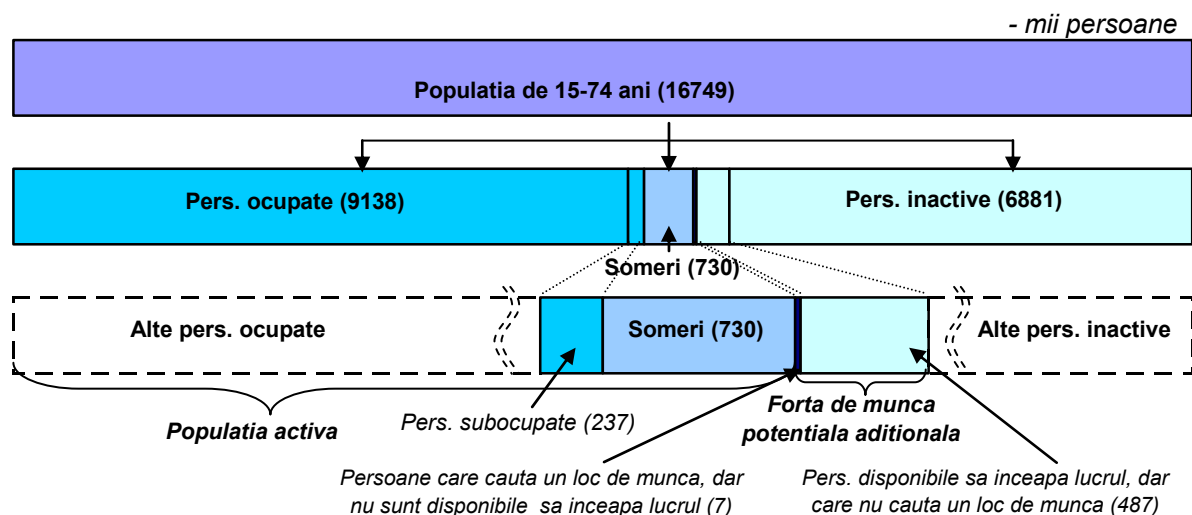 - mii persoane
Populatia de 15-74 ani (16749)
Pers. ocupate (9138)
Pers. inactive (6881)
Someri (730)
Alte pers. ocupate
Someri (730)
Alte pers. inactive
Populatia activa
Pers. subocupate (237)
Forta de munca
potentiala aditionala
Persoane care cauta un loc de munca, dar
nu sunt disponibile sa inceapa lucrul (7)
Pers. disponibile sa inceapa lucrul, dar
care nu cauta un loc de munca (487)